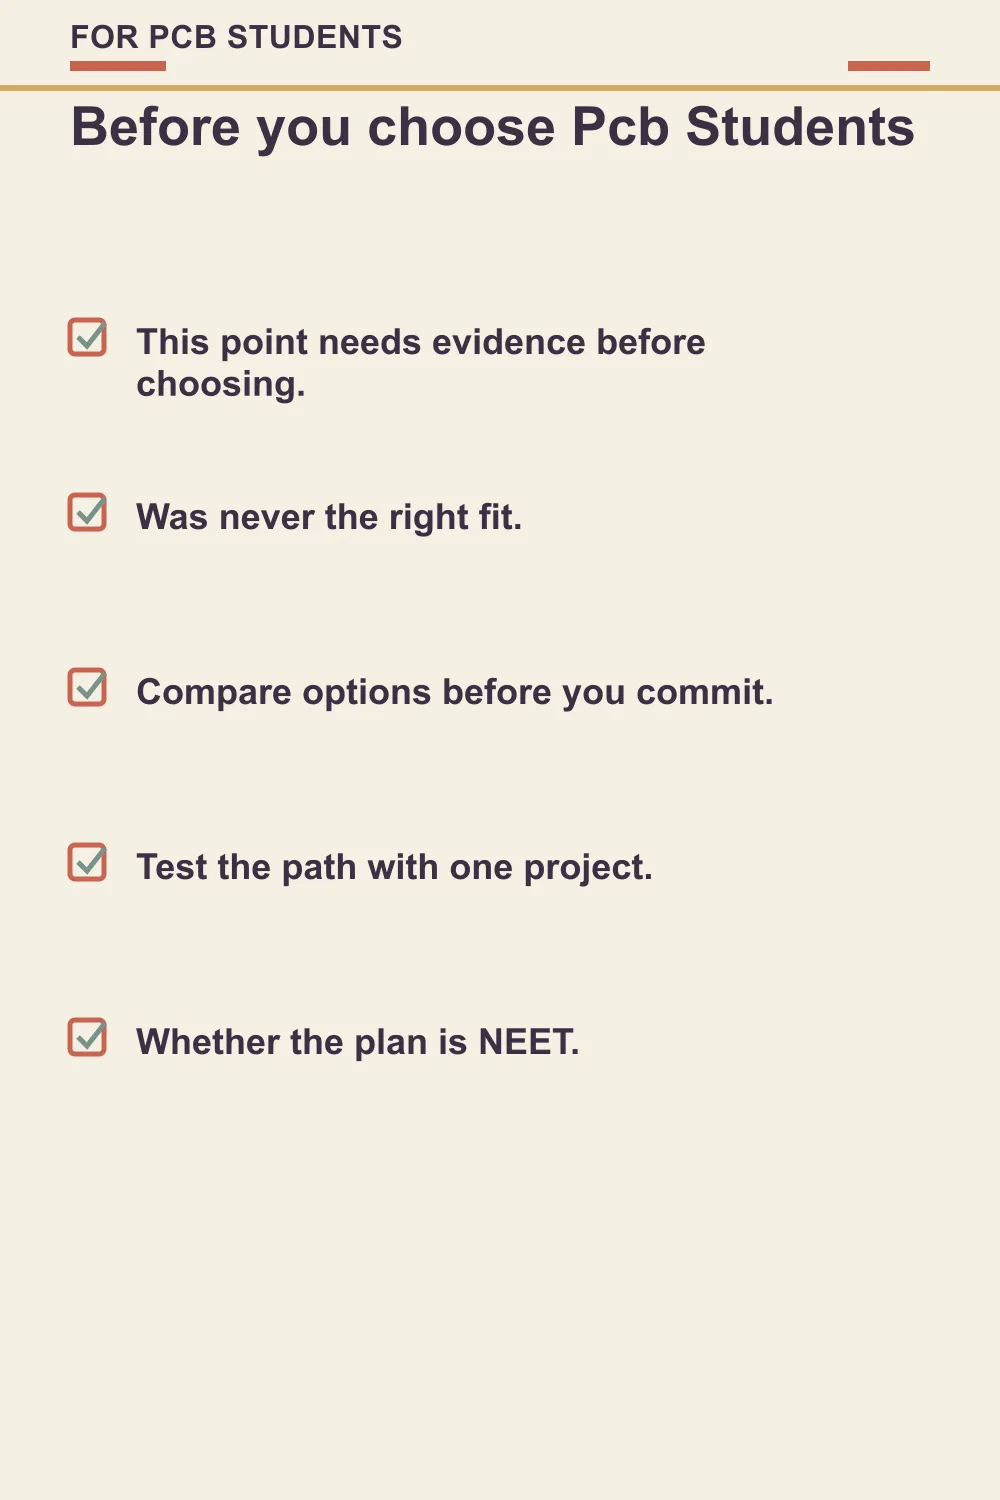 FOR PCB STUDENTS
Before you choose Pcb Students
This point needs evidence before
choosing.
Was never the right fit.
Compare options before you commit.
Test the path with one project.
Whether the plan is NEET.